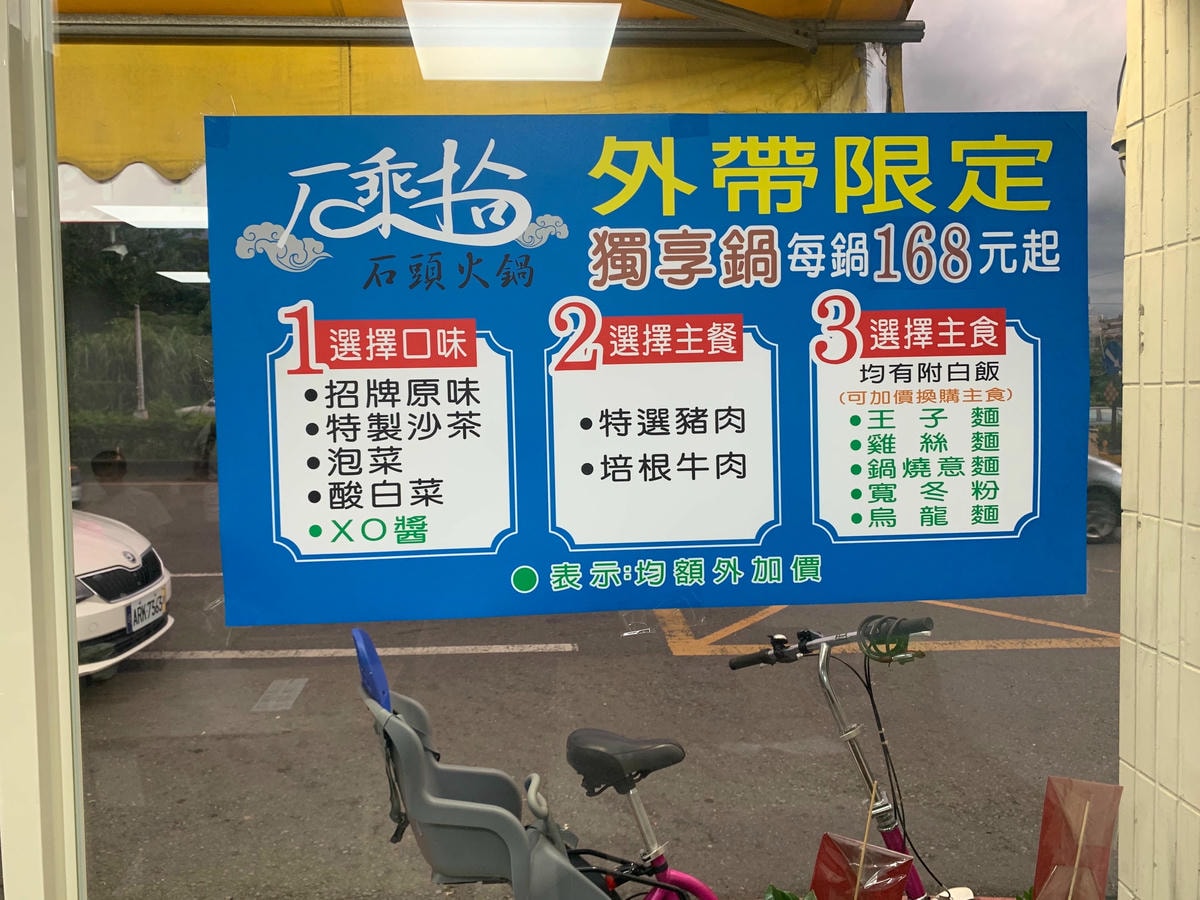 石乘拾
石頭火鍋
外帶限定
獨享鍋每鍋168元起
1 選擇口味
•招牌原味
•特製沙茶
•泡菜
•酸白菜
•XO醬
2 選擇主餐
•特選豬肉
•培根牛肉
3 選擇主食
均有附白飯
(可加價換購主食)
•王子麵
•雞絲麵
•鍋燒意麵
•寬冬粉
•烏龍麵
●表示:均額外加價
ARK7563